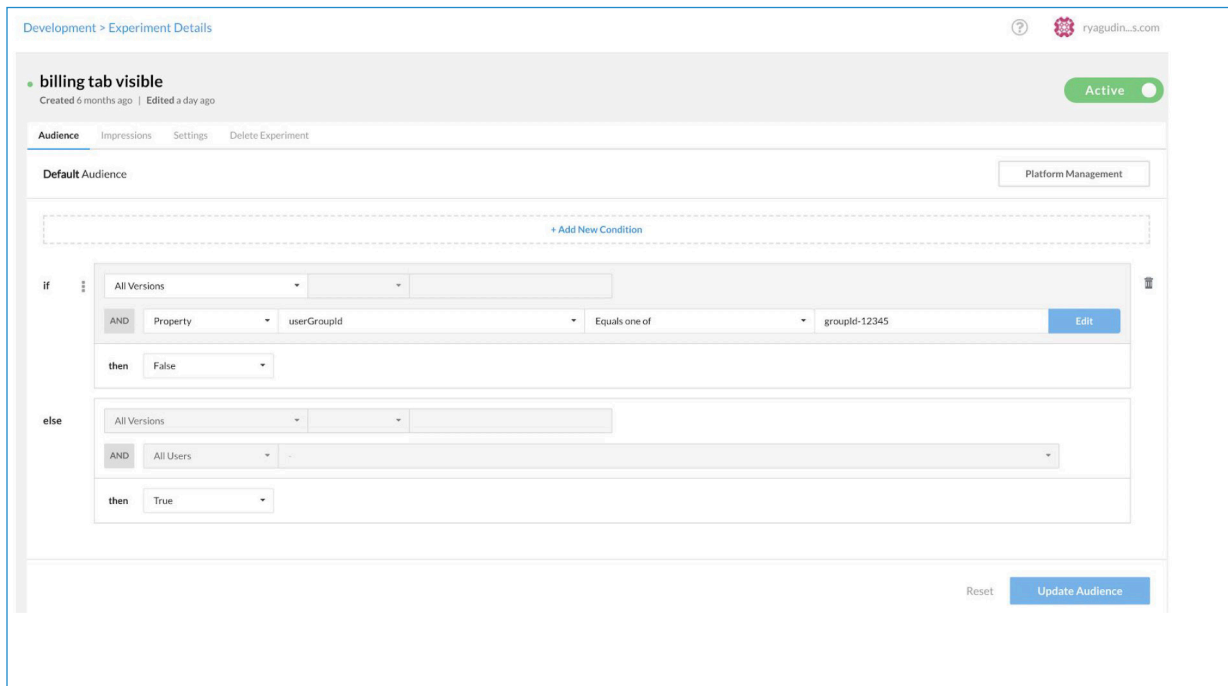 Development > Experiment Details
? ryagudin...s.com
billing tab visible
Created 6 months ago | Edited a day ago
Active
Audience Impressions Settings Delete Experiment
Default Audience
Platform Management
+ Add New Condition
if All Versions
AND Property userGroupId Equals one of groupId-12345 Edit
then False
else All Versions
AND All Users -
then True
Reset Update Audience